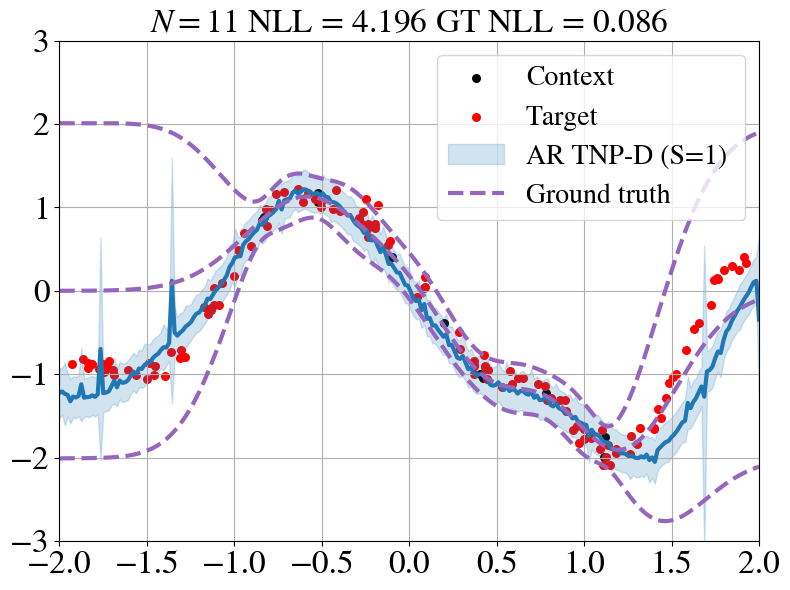 N = 11 NLL = 4.196 GT NLL = 0.086
Context
Target
AR TNP-D (S=1)
Ground truth
3
2
1
0
−1
−2
−3
−2.0 −1.5 −1.0 −0.5 0.0 0.5 1.0 1.5 2.0